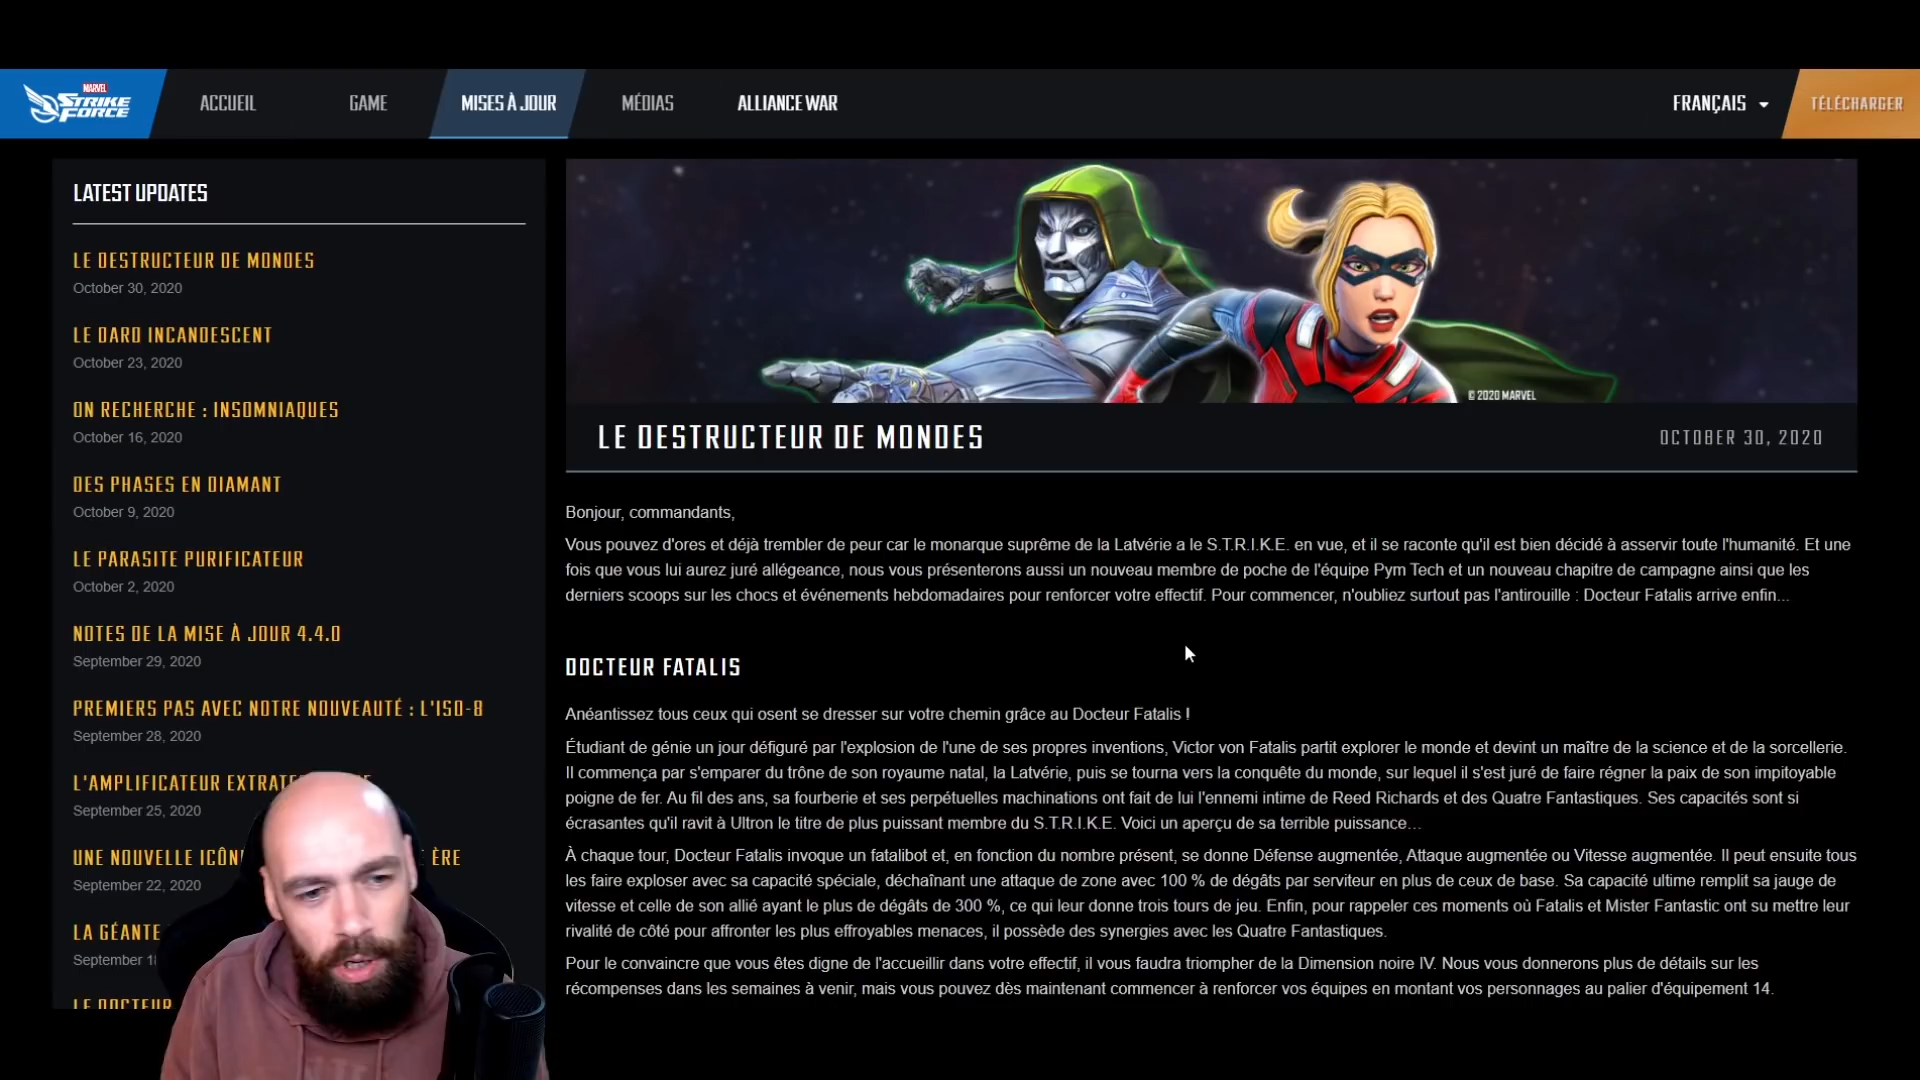 MARVEL
STRIKE
FORCE
ACCUEIL
GAME
MISES À JOUR
MÉDIAS
ALLIANCE WAR
FRANÇAIS
TÉLÉCHARGER
LATEST UPDATES
LE DESTRUCTEUR DE MONDES
October 30, 2020
LE DARD INCANDESCENT
October 23, 2020
ON RECHERCHE : INSOMNIAQUES
October 16, 2020
DES PHASES EN DIAMANT
October 9, 2020
LE PARASITE PURIFICATEUR
October 2, 2020
NOTES DE LA MISE À JOUR 4.4.0
September 29, 2020
PREMIERS PAS AVEC NOTRE NOUVEAUTÉ : L'ISO-8
September 28, 2020
L'AMPLIFICATEUR
September 25, 2020
UNE NOUVELLE ICÔN ÈRE
September 22, 2020
LA GÉANTE
September
LE DOCTEUR
© 2020 MARVEL
LE DESTRUCTEUR DE MONDES
OCTOBER 30, 2020
Bonjour, commandants,
Vous pouvez d'ores et déjà trembler de peur car le monarque suprême de la Latvérie a le S.T.R.I.K.E. en vue, et il se raconte qu'il est bien décidé à asservir toute l'humanité. Et une
fois que vous lui aurez juré allégeance, nous vous présenterons aussi un nouveau membre de poche de l'équipe Pym Tech et un nouveau chapitre de campagne ainsi que les
derniers scoops sur les chocs et événements hebdomadaires pour renforcer votre effectif. Pour commencer, n'oubliez surtout pas l'antirouille : Docteur Fatalis arrive enfin...
DOCTEUR FATALIS
Anéantissez tous ceux qui osent se dresser sur votre chemin grâce au Docteur Fatalis !
Étudiant de génie un jour défiguré par l'explosion de l'une de ses propres inventions, Victor von Fatalis partit explorer le monde et devint un maître de la science et de la sorcellerie.
Il commença par s'emparer du trône de son royaume natal, la Latvérie, puis se tourna vers la conquête du monde, sur lequel il s'est juré de faire régner la paix de son impitoyable
poigne de fer. Au fil des ans, sa fourberie et ses perpétuelles machinations ont fait de lui l'ennemi intime de Reed Richards et des Quatre Fantastiques. Ses capacités sont si
écrasantes qu'il ravit à Ultron le titre de plus puissant membre du S.T.R.I.K.E. Voici un aperçu de sa terrible puissance…
À chaque tour, Docteur Fatalis invoque un fatalibot et, en fonction du nombre présent, se donne Défense augmentée, Attaque augmentée ou Vitesse augmentée. Il peut ensuite tous
les faire exploser avec sa capacité spéciale, déchaînant une attaque de zone avec 100 % de dégâts par serviteur en plus de ceux de base. Sa capacité ultime remplit sa jauge de
vitesse et celle de son allié ayant le plus de dégâts de 300 %, ce qui leur donne trois tours de jeu. Enfin, pour rappeler ces moments où Fatalis et Mister Fantastic ont su mettre leur
rivalité de côté pour affronter les plus effroyables menaces, il possède des synergies avec les Quatre Fantastiques.
Pour le convaincre que vous êtes digne de l'accueillir dans votre effectif, il vous faudra triompher de la Dimension noire IV. Nous vous donnerons plus de détails sur les
récompenses dans les semaines à venir, mais vous pouvez dès maintenant commencer à renforcer vos équipes en montant vos personnages au palier d'équipement 14.